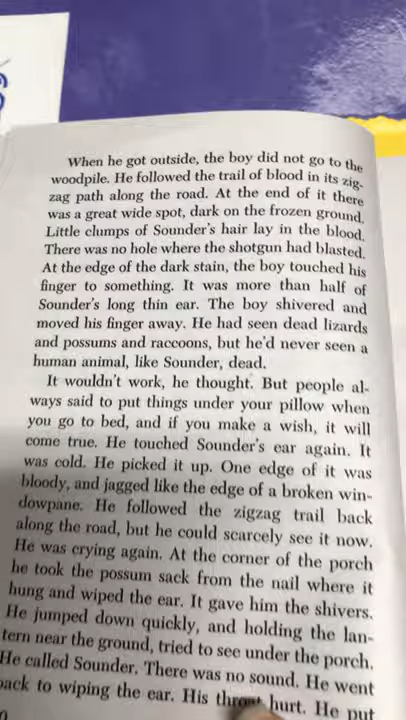 When he got outside, the boy did not go to the
woodpile. He followed the trail of blood in its zig-
zag path along the road. At the end of it there
was a great wide spot, dark on the frozen ground.
Little clumps of Sounder's hair lay in the blood.
There was no hole where the shotgun had blasted.
At the edge of the dark stain, the boy touched his
finger to something. It was more than half of
Sounder's long thin ear. The boy shivered and
moved his finger away. He had seen dead lizards
and possums and raccoons, but he'd never seen a
human animal, like Sounder, dead.
It wouldn't work, he thought. But people al-
ways said to put things under your pillow when
you go to bed, and if you make a wish, it will
come true. He touched Sounder's ear again. It
was cold. He picked it up. One edge of it was
bloody, and jagged like the edge of a broken win-
dowpane. He followed the zigzag trail back
along the road, but he could scarcely see it now.
He was crying again. At the corner of the porch
he took the possum sack from the nail where it
hung and wiped the ear. It gave him the shivers.
He jumped down quickly, and holding the lan-
tern near the ground, tried to see under the porch.
He called Sounder. There was no sound. He went
back to wiping the ear. His throat hurt. He put